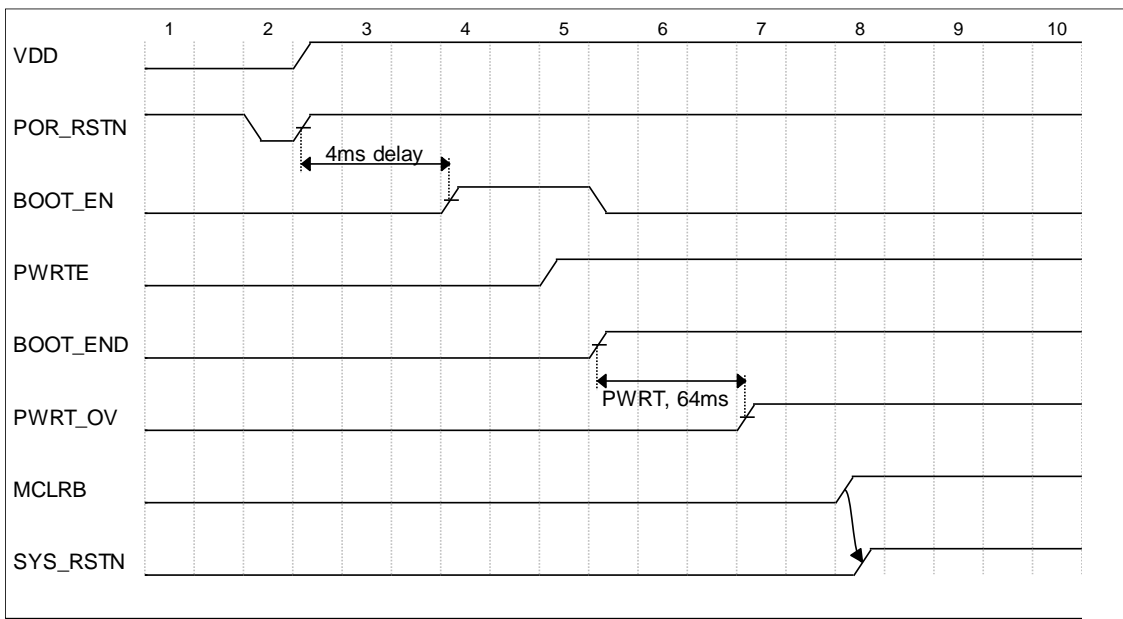 1 2 3 4 5 6 7 8 9 10
VDD
POR_RSTN
4ms delay
BOOT_EN
PWRTE
BOOT_END
PWRT, 64ms
PWRT_OV
MCLRB
SYS_RSTN